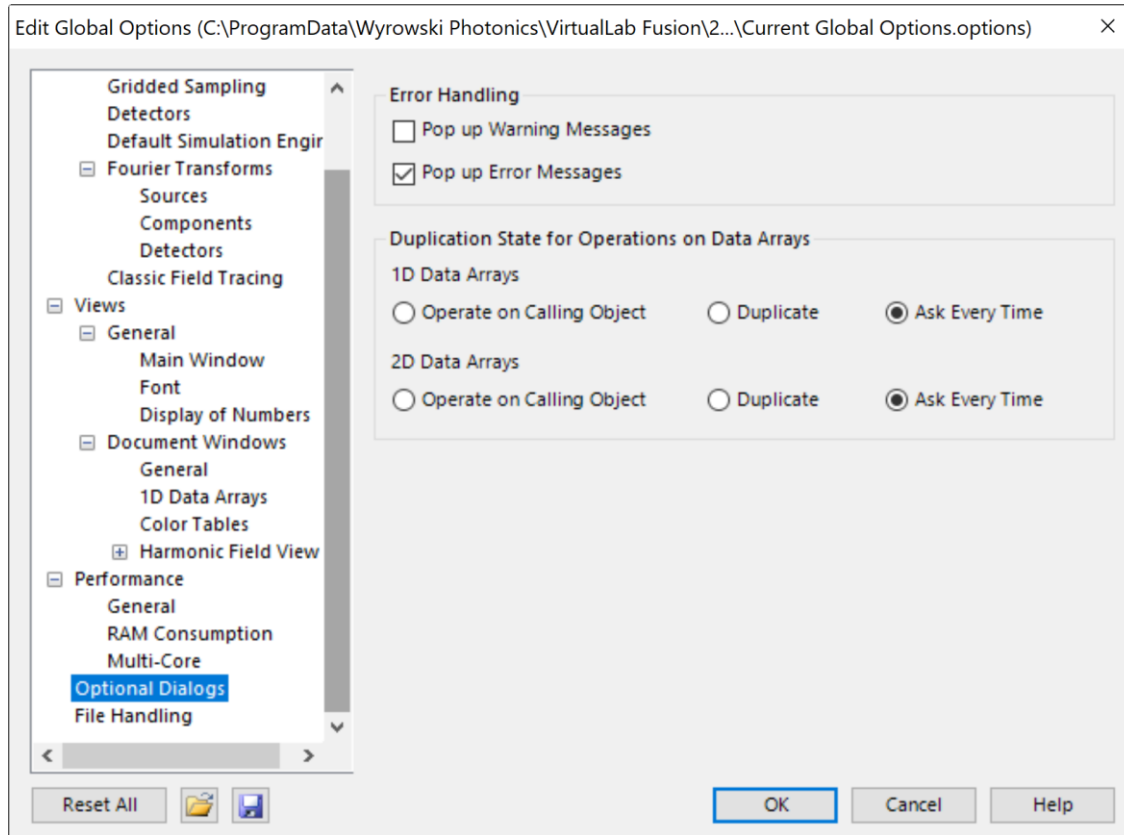 Edit Global Options (C:\ProgramData\Wyrowski Photonics\VirtualLab Fusion\2...\Current Global Options.options)
Gridded Sampling
Detectors
Default Simulation Engir
Fourier Transforms
Sources
Components
Detectors
Classic Field Tracing
Views
General
Main Window
Font
Display of Numbers
Document Windows
General
1D Data Arrays
Color Tables
Harmonic Field View
Performance
General
RAM Consumption
Multi-Core
Optional Dialogs
File Handling
Error Handling
Pop up Warning Messages
Pop up Error Messages
Duplication State for Operations on Data Arrays
1D Data Arrays
Operate on Calling Object Duplicate Ask Every Time
2D Data Arrays
Operate on Calling Object Duplicate Ask Every Time
Reset All OK Cancel Help